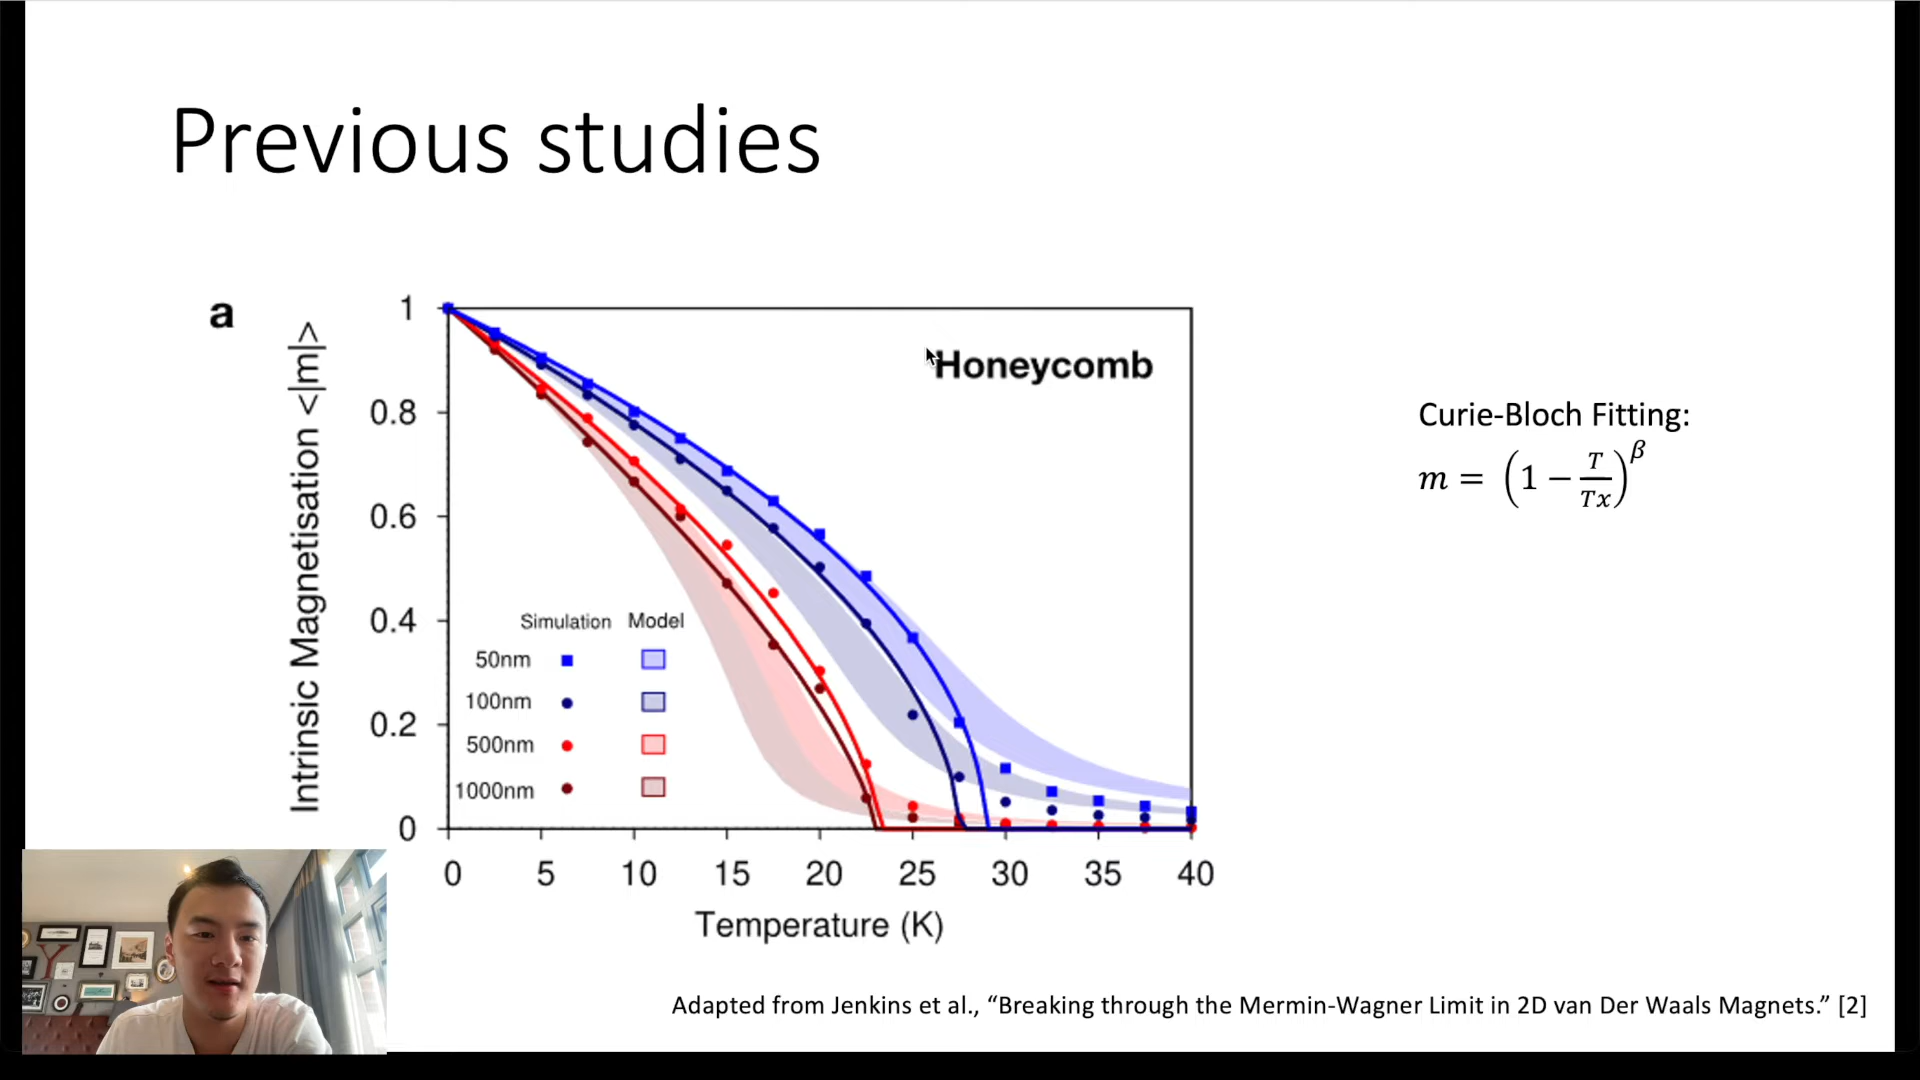 Previous studies
a
Intrinsic Magnetisation <|m|>
1
0.8
0.6
0.4
0.2
0
Honeycomb
Simulation Model
50nm
100nm
500nm
1000nm
0 5 10 15 20 25 30 35 40
Temperature (K)
Curie-Bloch Fitting:
m = (1 − T/Tx)^β
Adapted from Jenkins et al., “Breaking through the Mermin-Wagner Limit in 2D van Der Waals Magnets.” [2]
Y